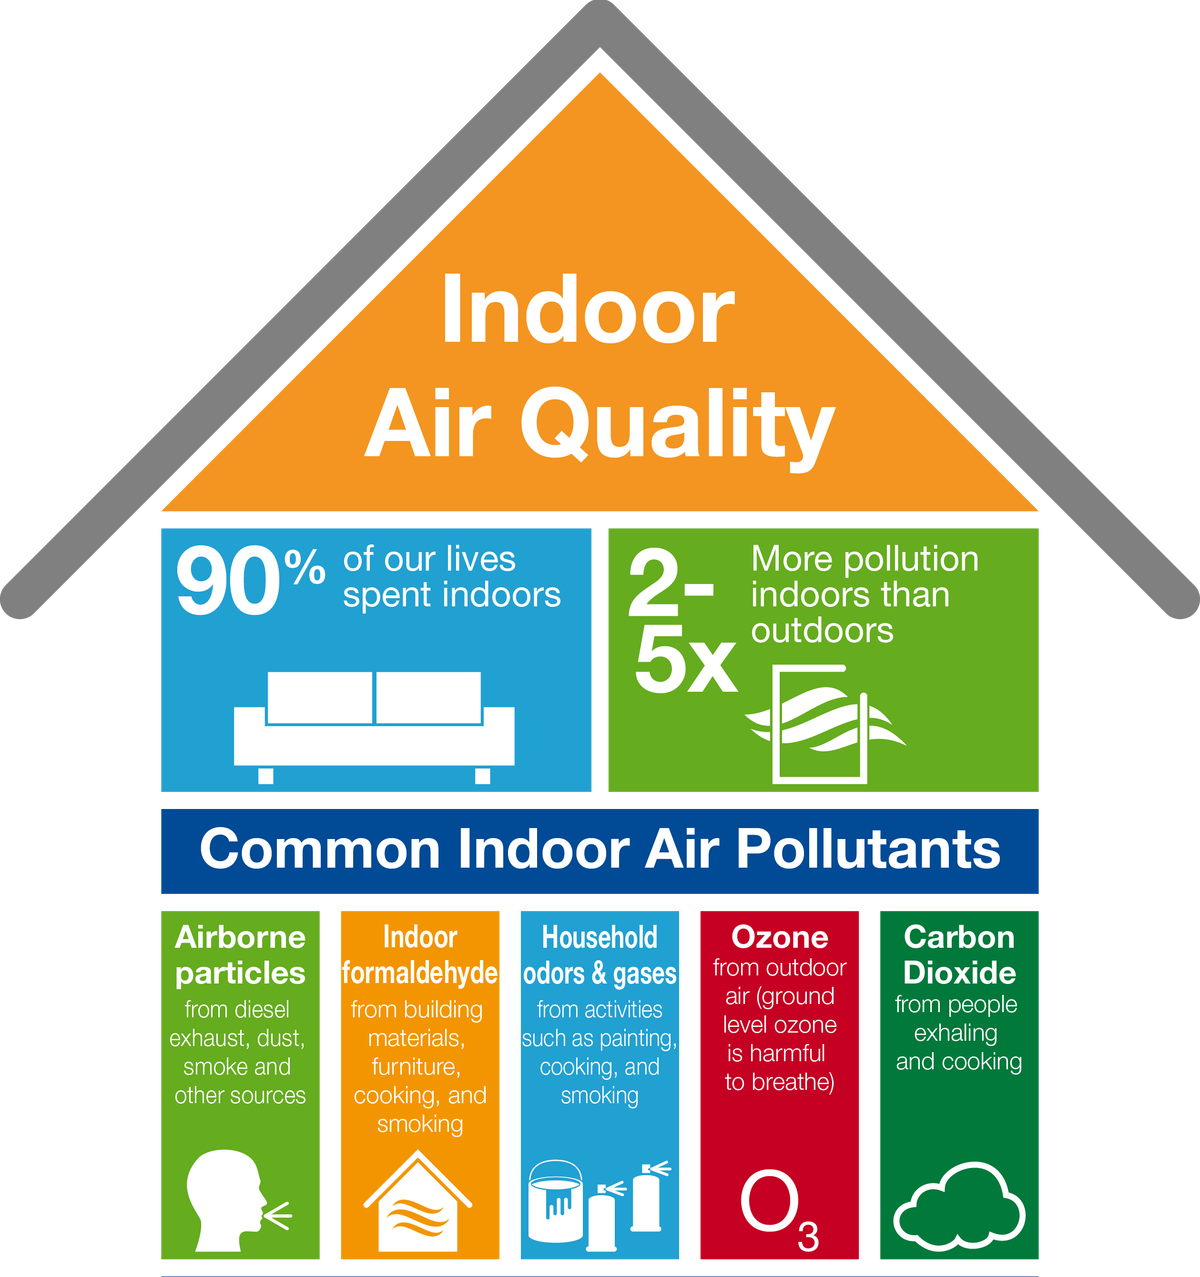 Indoor
Air Quality
90% of our lives
spent indoors
2-
5x
More pollution
indoors than
outdoors
Common Indoor Air Pollutants
Airborne
particles
from diesel
exhaust, dust,
smoke and
other sources
Indoor
formaldehyde
from building
materials,
furniture,
cooking, and
smoking
Household
odors & gases
from activities
such as painting,
cooking, and
smoking
Ozone
from outdoor
air (ground
level ozone
is harmful
to breathe)
O3
Carbon
Dioxide
from people
exhaling
and cooking